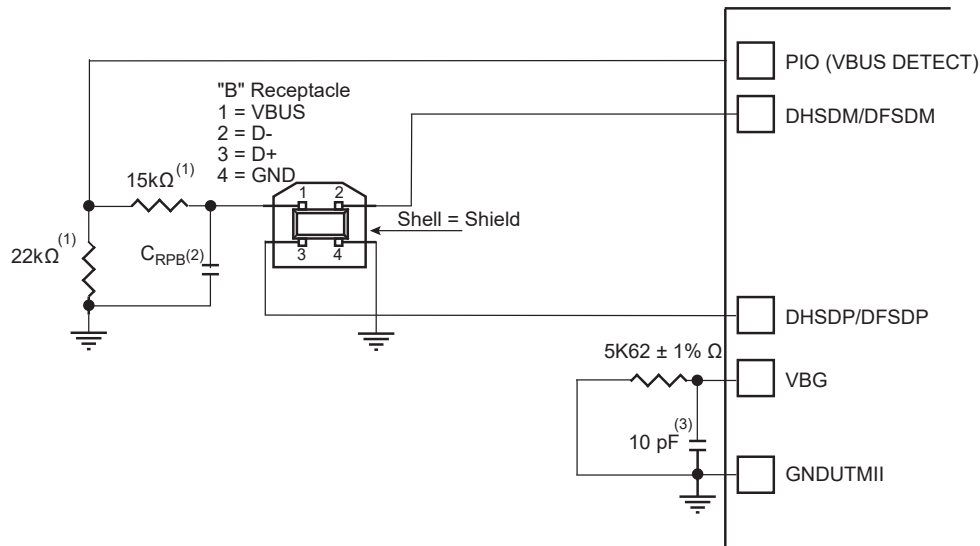 PIO (VBUS DETECT)
"B" Receptacle
1 = VBUS
2 = D-
3 = D+
4 = GND
DHSDM/DFSDM
15kΩ (1)
1 2
Shell = Shield
22kΩ (1)
CRPB(2)
3 4
DHSDP/DFSDP
5K62 ± 1% Ω
VBG
10 pF (3)
GNDUTMII